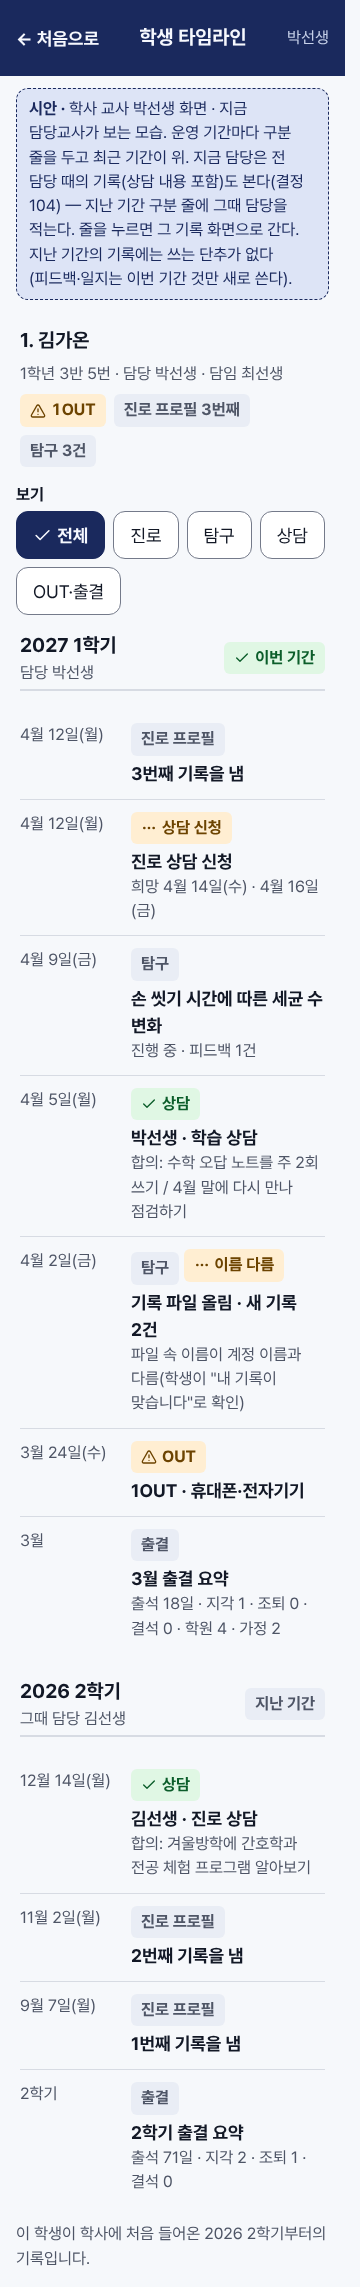 ← 처음으로 학생 타임라인 박선생
시안 · 학사 교사 박선생 화면 · 지금
담당교사가 보는 모습. 운영 기간마다 구분
줄을 두고 최근 기간이 위. 지금 담당은 전
담당 때의 기록(상담 내용 포함)도 본다(결정
104) — 지난 기간 구분 줄에 그때 담당을
적는다. 줄을 누르면 그 기록 화면으로 간다.
지난 기간의 기록에는 쓰는 단추가 없다
(피드백·일지는 이번 기간 것만 새로 쓴다).
1. 김가온
1학년 3반 5번 · 담당 박선생 · 담임 최선생
1OUT 진로 프로필 3번째
탐구 3건
보기
전체 진로 탐구 상담
OUT·출결
2027 1학기
담당 박선생
이번 기간
4월 12일(월) 진로 프로필
3번째 기록을 냄
4월 12일(월) ··· 상담 신청
진로 상담 신청
희망 4월 14일(수) · 4월 16일
(금)
4월 9일(금) 탐구
손 씻기 시간에 따른 세균 수
변화
진행 중 · 피드백 1건
4월 5일(월) 상담
박선생 · 학습 상담
합의: 수학 오답 노트를 주 2회
쓰기 / 4월 말에 다시 만나
점검하기
4월 2일(금) 탐구 ··· 이름 다름
기록 파일 올림 · 새 기록
2건
파일 속 이름이 계정 이름과
다름(학생이 "내 기록이
맞습니다"로 확인)
3월 24일(수) OUT
1OUT · 휴대폰·전자기기
3월 출결
3월 출결 요약
출석 18일 · 지각 1 · 조퇴 0 ·
결석 0 · 학원 4 · 가정 2
2026 2학기
그때 담당 김선생
지난 기간
12월 14일(월) 상담
김선생 · 진로 상담
합의: 겨울방학에 간호학과
전공 체험 프로그램 알아보기
11월 2일(월) 진로 프로필
2번째 기록을 냄
9월 7일(월) 진로 프로필
1번째 기록을 냄
2학기 출결
2학기 출결 요약
출석 71일 · 지각 2 · 조퇴 1 ·
결석 0
이 학생이 학사에 처음 들어온 2026 2학기부터의
기록입니다.